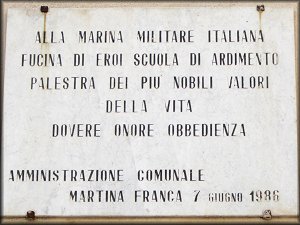 ALLA MARINA MILITARE ITALIANA
FUCINA DI EROI SCUOLA DI ARDIMENTO
PALESTRA DEI PIU' NOBILI VALORI
DELLA VITA
DOVERE ONORE OBBEDIENZA
AMMINISTRAZIONE COMUNALE
MARTINA FRANCA 7 GIUGNO 1986